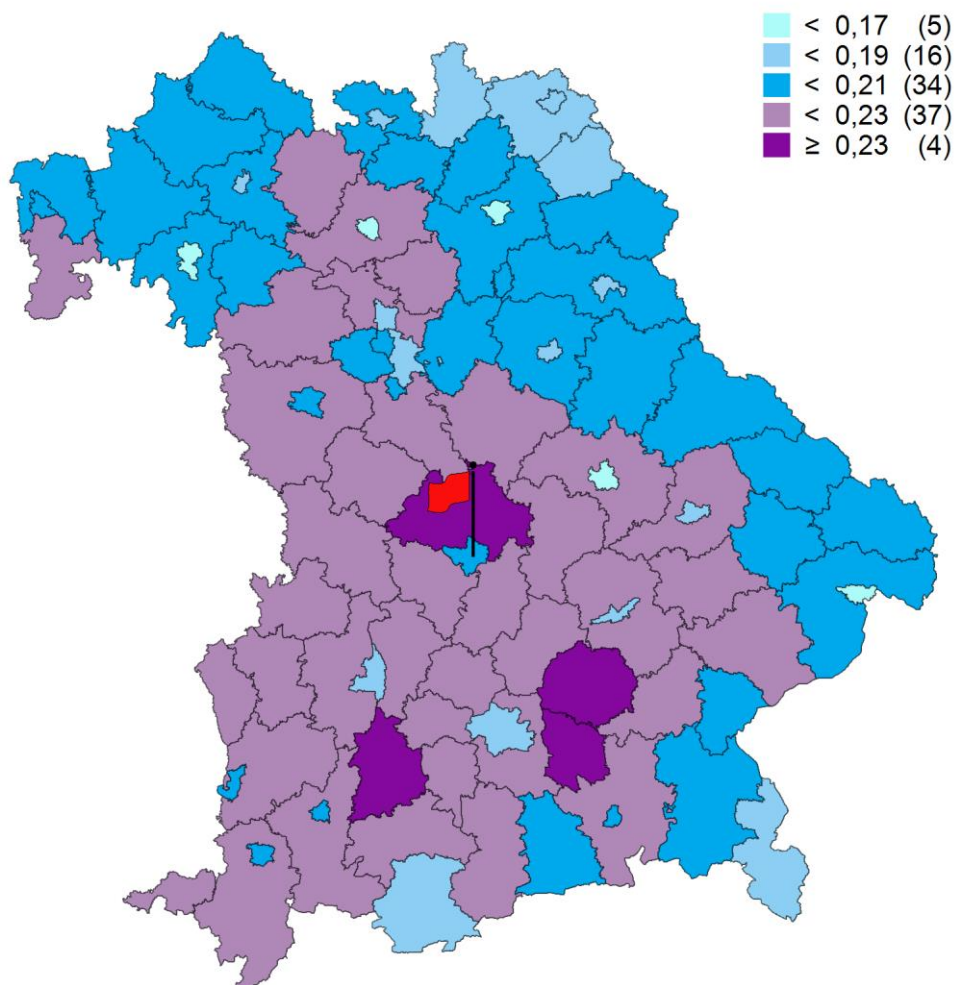 < 0,17 (5)
< 0,19 (16)
< 0,21 (34)
< 0,23 (37)
≥ 0,23 (4)